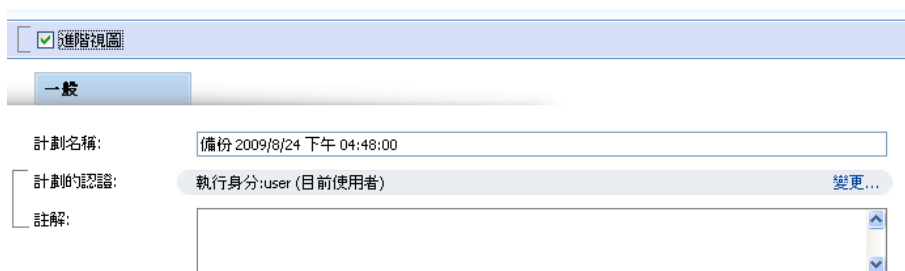 進階視圖
一般
計劃名稱: 備份 2009/8/24 下午 04:48:00
計劃的認證: 執行身分:user (目前使用者) 變更...
註解: